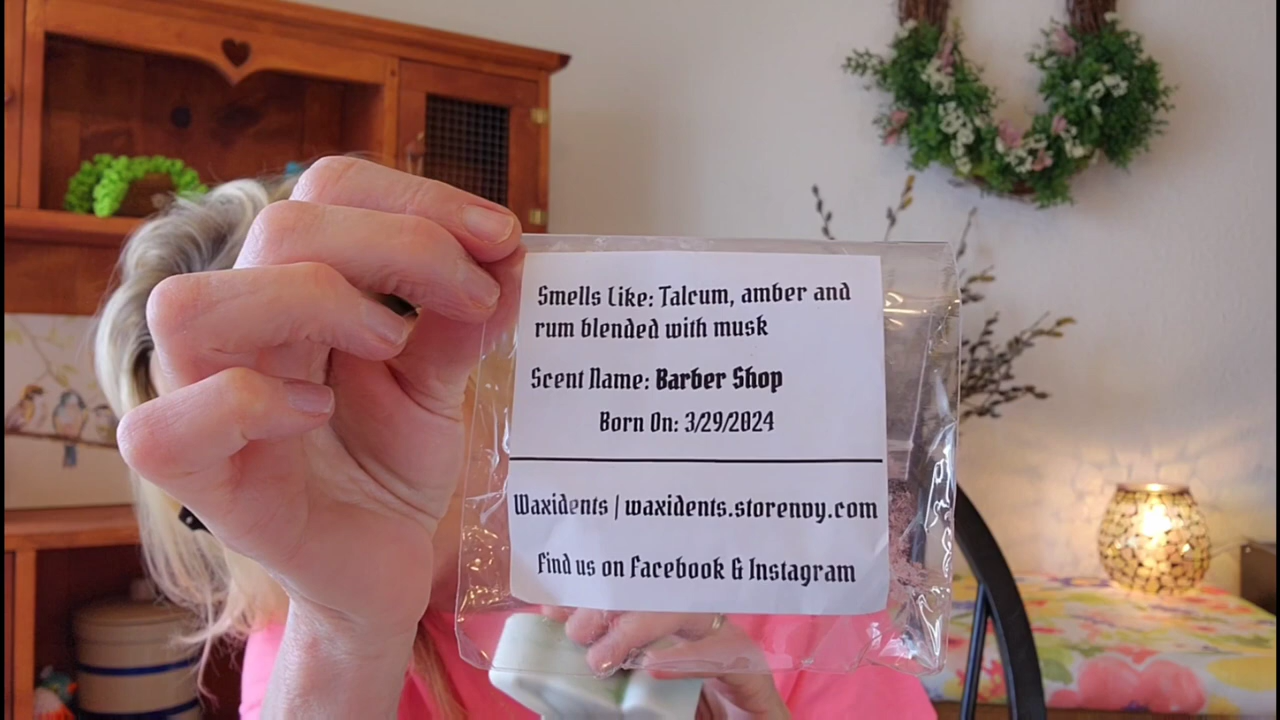 Smells Like: Talcum, amber and
rum blended with musk
Scent Name: Barber Shop
Born On: 3/29/2024
Waxidents | waxidents.storenvy.com
Find us on Facebook & Instagram